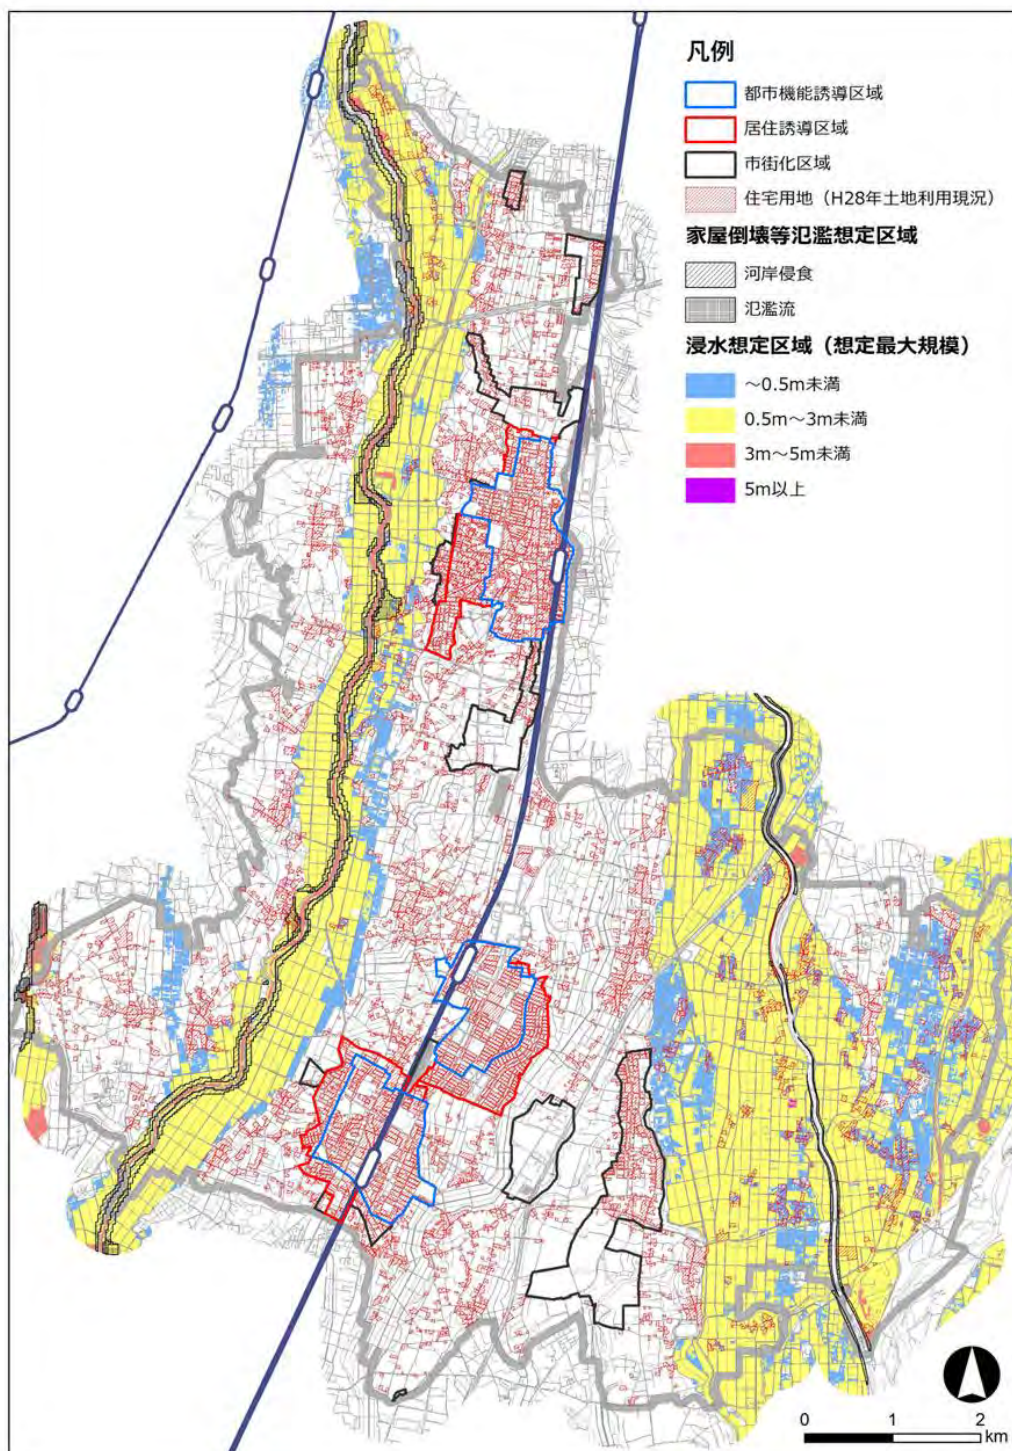 凡例
都市機能誘導区域
居住誘導区域
市街化区域
住宅用地（H28年土地利用現況）
家屋倒壊等氾濫想定区域
河岸侵食
氾濫流
浸水想定区域（想定最大規模）
～0.5m未満
0.5m～3m未満
3m～5m未満
5m以上
0 1 2
km